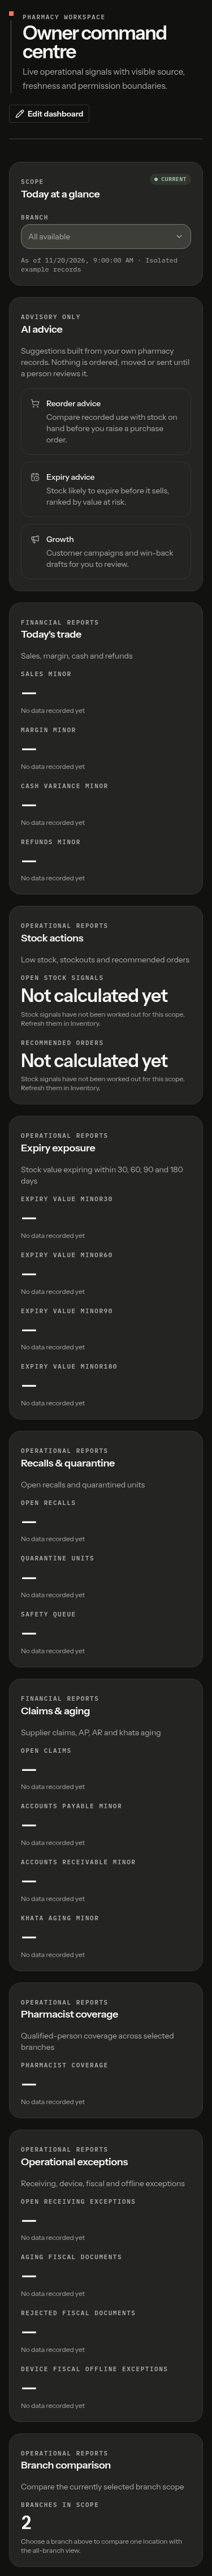 PHARMACY WORKSPACE
Owner command
centre
Live operational signals with visible source,
freshness and permission boundaries.
Edit dashboard
SCOPE
CURRENT
Today at a glance
BRANCH
All available
As of 11/20/2026, 9:00:00 AM · Isolated
example records
ADVISORY ONLY
AI advice
Suggestions built from your own pharmacy
records. Nothing is ordered, moved or sent until
a person reviews it.
Reorder advice
Compare recorded use with stock on
hand before you raise a purchase
order.
Expiry advice
Stock likely to expire before it sells,
ranked by value at risk.
Growth
Customer campaigns and win-back
drafts for you to review.
FINANCIAL REPORTS
Today's trade
Sales, margin, cash and refunds
SALES MINOR
—
No data recorded yet
MARGIN MINOR
—
No data recorded yet
CASH VARIANCE MINOR
—
No data recorded yet
REFUNDS MINOR
—
No data recorded yet
OPERATIONAL REPORTS
Stock actions
Low stock, stockouts and recommended orders
OPEN STOCK SIGNALS
Not calculated yet
Stock signals have not been worked out for this scope.
Refresh them in Inventory.
RECOMMENDED ORDERS
Not calculated yet
Stock signals have not been worked out for this scope.
Refresh them in Inventory.
OPERATIONAL REPORTS
Expiry exposure
Stock value expiring within 30, 60, 90 and 180
days
EXPIRY VALUE MINOR30
—
No data recorded yet
EXPIRY VALUE MINOR60
—
No data recorded yet
EXPIRY VALUE MINOR90
—
No data recorded yet
EXPIRY VALUE MINOR180
—
No data recorded yet
OPERATIONAL REPORTS
Recalls & quarantine
Open recalls and quarantined units
OPEN RECALLS
—
No data recorded yet
QUARANTINE UNITS
—
No data recorded yet
SAFETY QUEUE
—
No data recorded yet
FINANCIAL REPORTS
Claims & aging
Supplier claims, AP, AR and khata aging
OPEN CLAIMS
—
No data recorded yet
ACCOUNTS PAYABLE MINOR
—
No data recorded yet
ACCOUNTS RECEIVABLE MINOR
—
No data recorded yet
KHATA AGING MINOR
—
No data recorded yet
OPERATIONAL REPORTS
Pharmacist coverage
Qualified-person coverage across selected
branches
PHARMACIST COVERAGE
—
No data recorded yet
OPERATIONAL REPORTS
Operational exceptions
Receiving, device, fiscal and offline exceptions
OPEN RECEIVING EXCEPTIONS
—
No data recorded yet
AGING FISCAL DOCUMENTS
—
No data recorded yet
REJECTED FISCAL DOCUMENTS
—
No data recorded yet
DEVICE FISCAL OFFLINE EXCEPTIONS
—
No data recorded yet
OPERATIONAL REPORTS
Branch comparison
Compare the currently selected branch scope
BRANCHES IN SCOPE
2
Choose a branch above to compare one location with
the all-branch view.